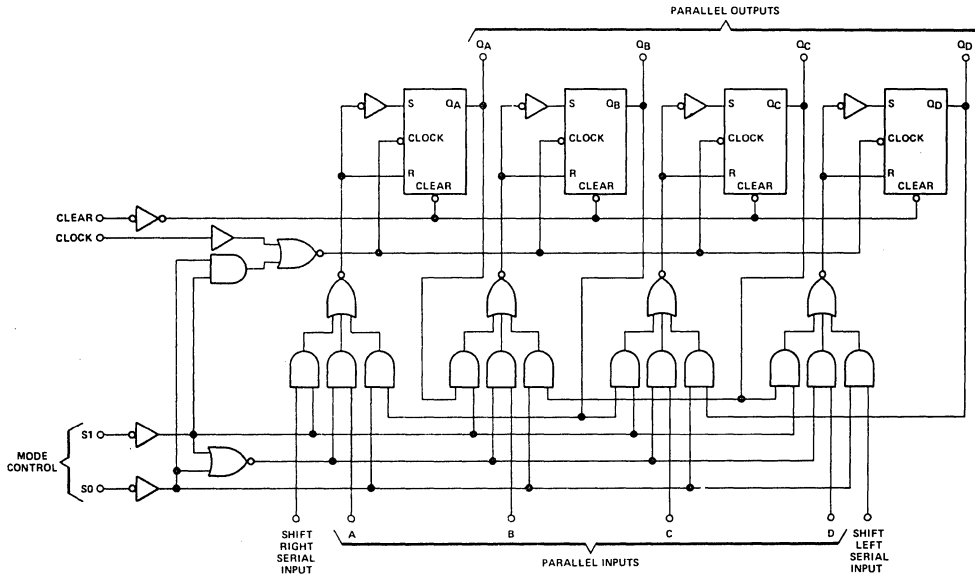 PARALLEL OUTPUTS
QA QB QC QD
S QA S QB S QC S QD
CLOCK CLOCK CLOCK CLOCK
R R R R
CLEAR CLEAR CLEAR CLEAR
CLEAR
CLOCK
MODE
CONTROL
S1
S0
SHIFT
RIGHT
SERIAL
INPUT
A B C D
SHIFT
LEFT
SERIAL
INPUT
PARALLEL INPUTS